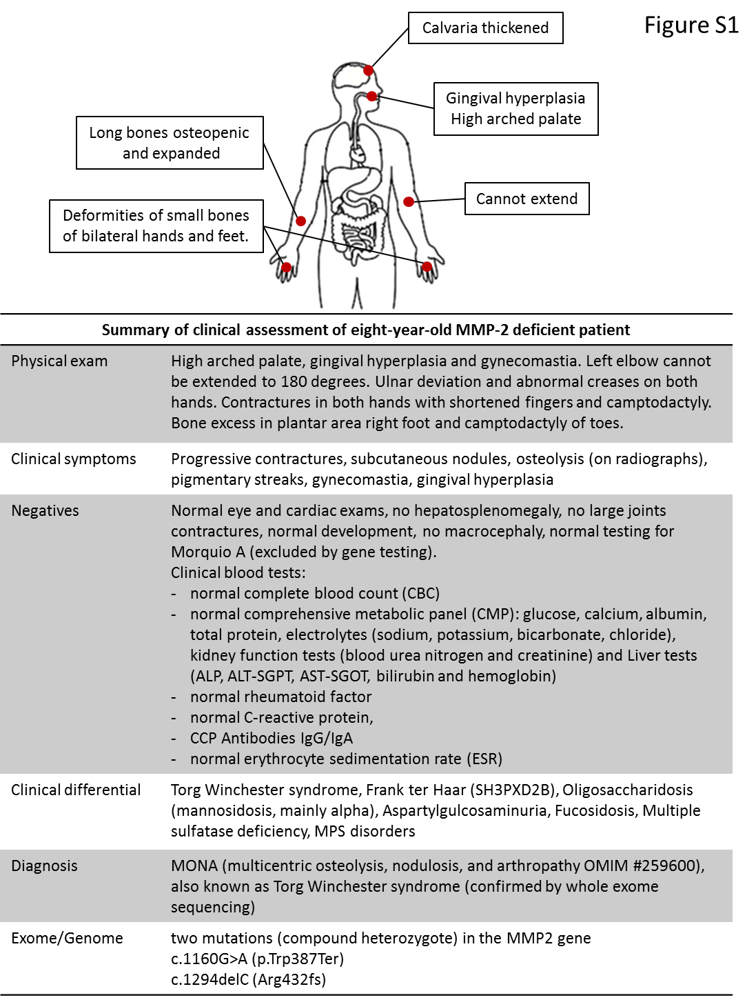 Figure S1
Calvaria thickened
Gingival hyperplasia
High arched palate
Long bones osteopenic
and expanded
Cannot extend
Deformities of small bones
of bilateral hands and feet.
Summary of clinical assessment of eight-year-old MMP-2 deficient patient
Physical exam
High arched palate, gingival hyperplasia and gynecomastia. Left elbow cannot
be extended to 180 degrees. Ulnar deviation and abnormal creases on both
hands. Contractures in both hands with shortened fingers and camptodactyly.
Bone excess in plantar area right foot and camptodactyly of toes.
Clinical symptoms
Progressive contractures, subcutaneous nodules, osteolysis (on radiographs),
pigmentary streaks, gynecomastia, gingival hyperplasia
Negatives
Normal eye and cardiac exams, no hepatosplenomegaly, no large joints
contractures, normal development, no macrocephaly, normal testing for
Morquio A (excluded by gene testing).
Clinical blood tests:
- normal complete blood count (CBC)
- normal comprehensive metabolic panel (CMP): glucose, calcium, albumin,
total protein, electrolytes (sodium, potassium, bicarbonate, chloride),
kidney function tests (blood urea nitrogen and creatinine) and Liver tests
(ALP, ALT-SGPT, AST-SGOT, bilirubin and hemoglobin)
- normal rheumatoid factor
- normal C-reactive protein,
- CCP Antibodies IgG/IgA
- normal erythrocyte sedimentation rate (ESR)
Clinical differential
Torg Winchester syndrome, Frank ter Haar (SH3PXD2B), Oligosaccharidosis
(mannosidosis, mainly alpha), Aspartylgulcosaminuria, Fucosidosis, Multiple
sulfatase deficiency, MPS disorders
Diagnosis
MONA (multicentric osteolysis, nodulosis, and arthropathy OMIM #259600),
also known as Torg Winchester syndrome (confirmed by whole exome
sequencing)
Exome/Genome
two mutations (compound heterozygote) in the MMP2 gene
c.1160G>A (p.Trp387Ter)
c.1294delC (Arg432fs)